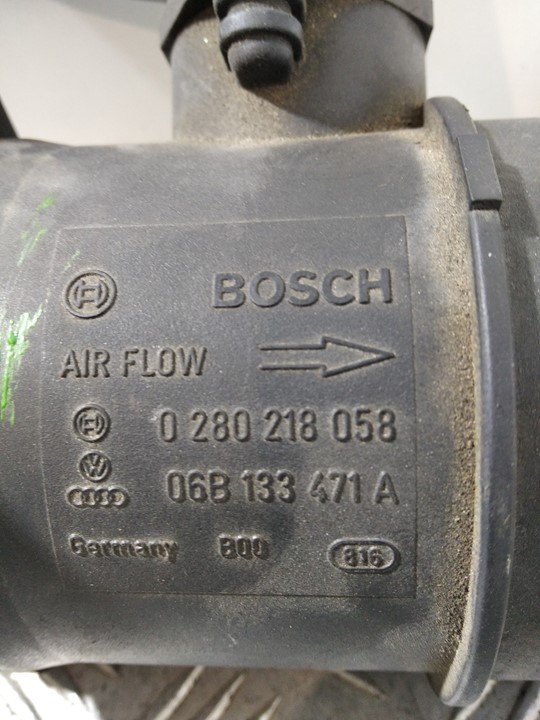 BOSCH
AIR FLOW
0 280 218 058
06B 133 471 A
Germany B00 816